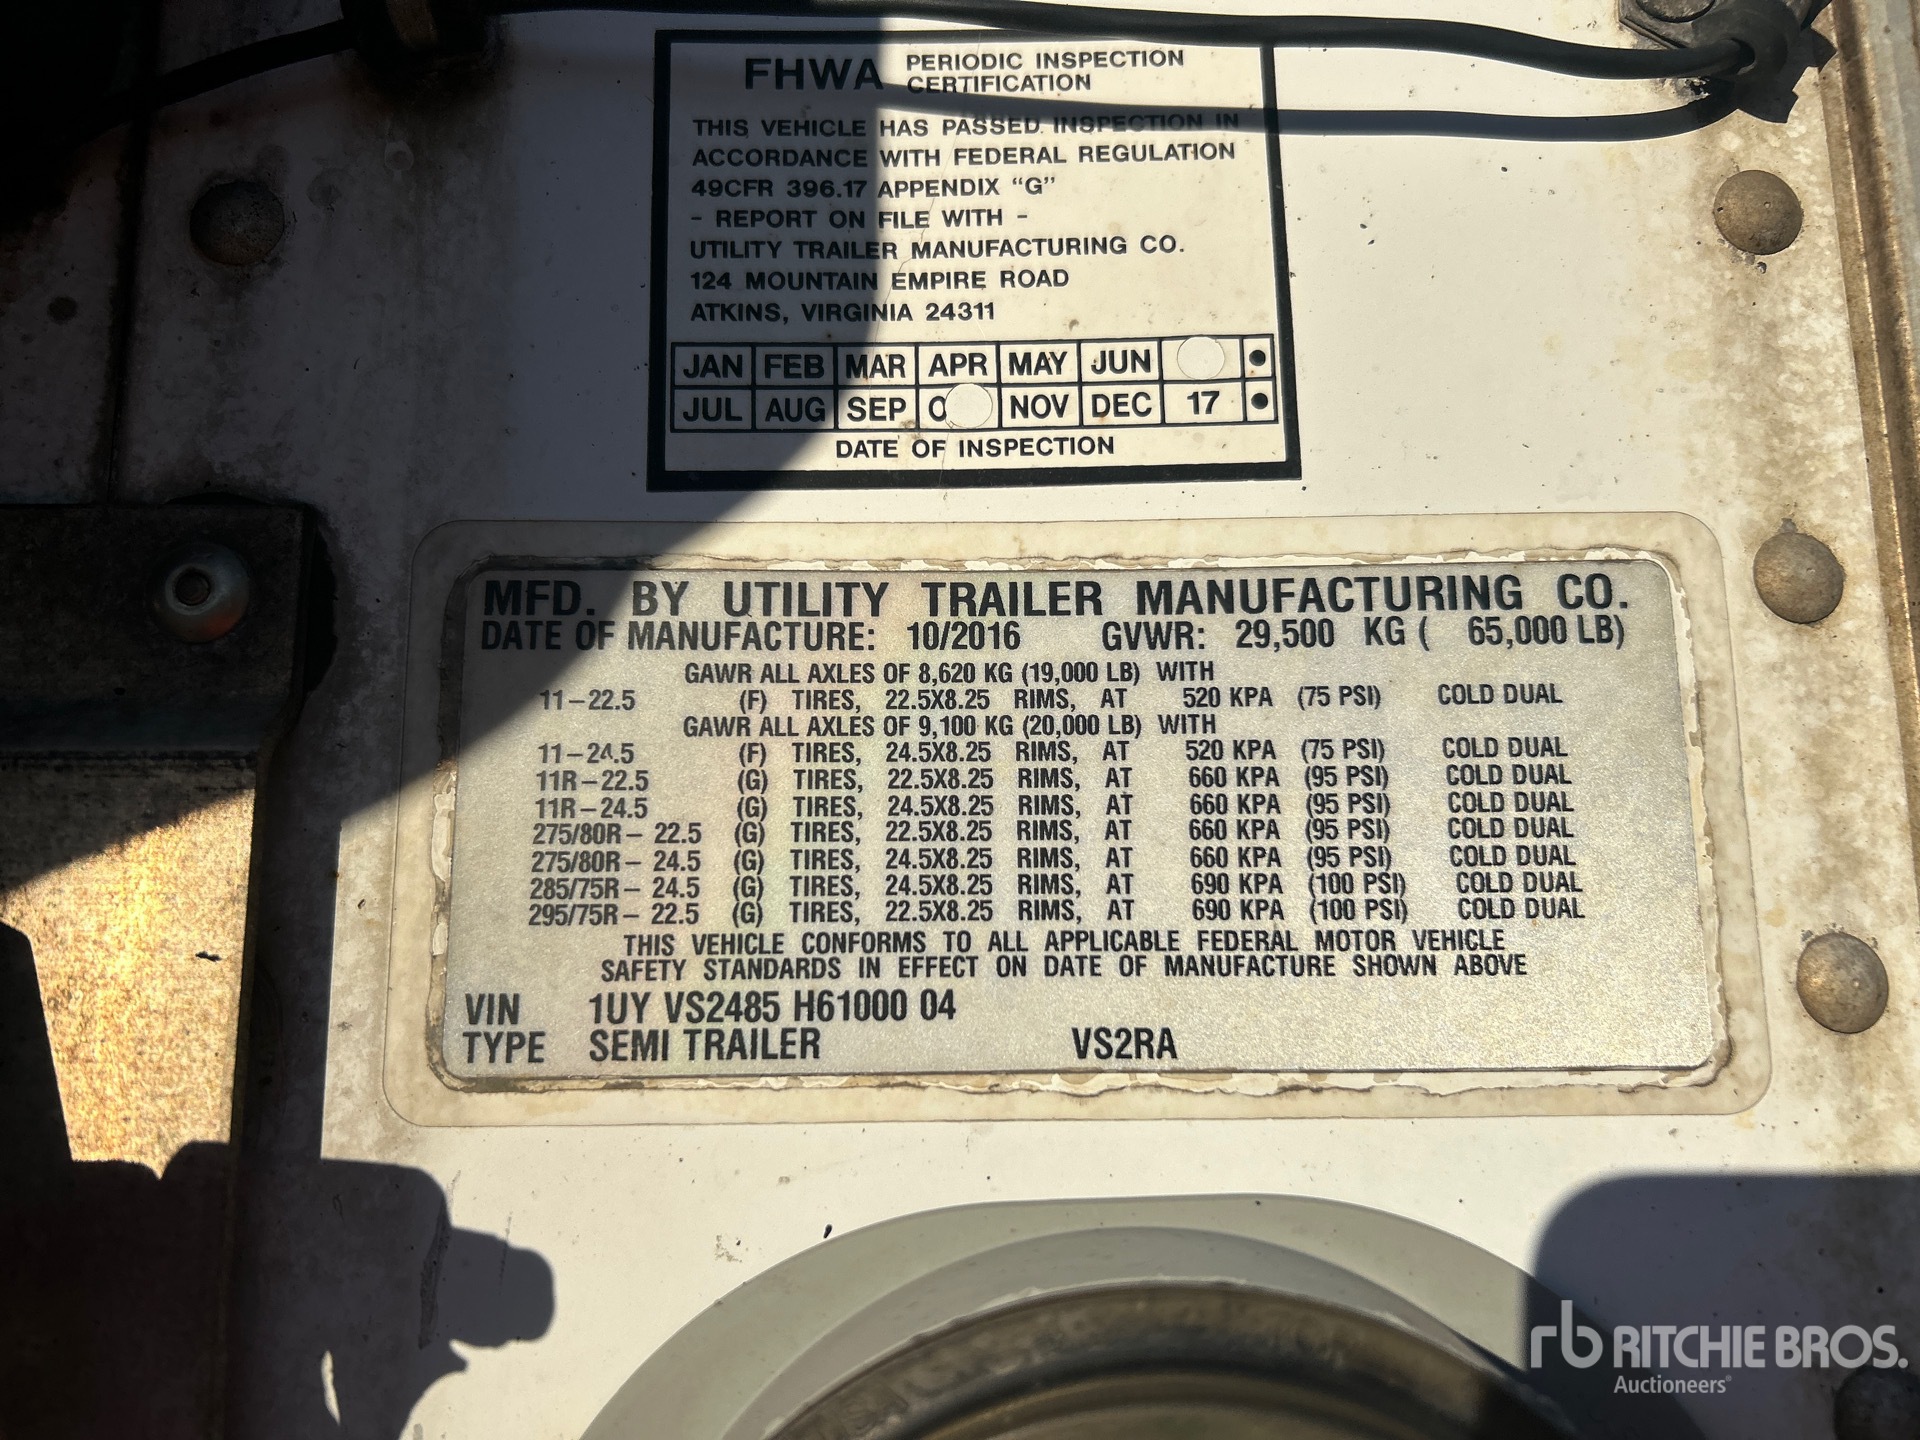 FHWA PERIODIC INSPECTION
CERTIFICATION
THIS VEHICLE HAS PASSED INSPECTION IN
ACCORDANCE WITH FEDERAL REGULATION
49CFR 396.17 APPENDIX "G"
- REPORT ON FILE WITH -
UTILITY TRAILER MANUFACTURING CO.
124 MOUNTAIN EMPIRE ROAD
ATKINS, VIRGINIA 24311
JAN FEB MAR APR MAY JUN
JUL AUG SEP O NOV DEC 17
DATE OF INSPECTION
MFD. BY UTILITY TRAILER MANUFACTURING CO.
DATE OF MANUFACTURE: 10/2016 GVWR: 29,500 KG ( 65,000 LB)
GAWR ALL AXLES OF 8,620 KG (19,000 LB) WITH
11-22.5 (F) TIRES, 22.5X8.25 RIMS, AT 520 KPA (75 PSI) COLD DUAL
GAWR ALL AXLES OF 9,100 KG (20,000 LB) WITH
11-24.5 (F) TIRES, 24.5X8.25 RIMS, AT 520 KPA (75 PSI) COLD DUAL
11R-22.5 (G) TIRES, 22.5X8.25 RIMS, AT 660 KPA (95 PSI) COLD DUAL
11R-24.5 (G) TIRES, 24.5X8.25 RIMS, AT 660 KPA (95 PSI) COLD DUAL
275/80R-22.5 (G) TIRES, 22.5X8.25 RIMS, AT 660 KPA (95 PSI) COLD DUAL
275/80R-24.5 (G) TIRES, 24.5X8.25 RIMS, AT 660 KPA (95 PSI) COLD DUAL
285/75R-24.5 (G) TIRES, 24.5X8.25 RIMS, AT 690 KPA (100 PSI) COLD DUAL
295/75R-22.5 (G) TIRES, 22.5X8.25 RIMS, AT 690 KPA (100 PSI) COLD DUAL
THIS VEHICLE CONFORMS TO ALL APPLICABLE FEDERAL MOTOR VEHICLE
SAFETY STANDARDS IN EFFECT ON DATE OF MANUFACTURE SHOWN ABOVE
VIN 1UY VS2485 H61000 04
TYPE SEMI TRAILER VS2RA
rb RITCHIE BROS.
Auctioneers